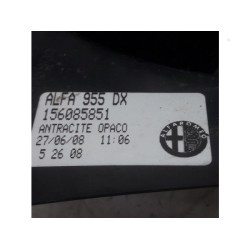 ALFA 955 DX
156085851
ANTRACITE OPACO
27/06/08 11:06
5 26 08